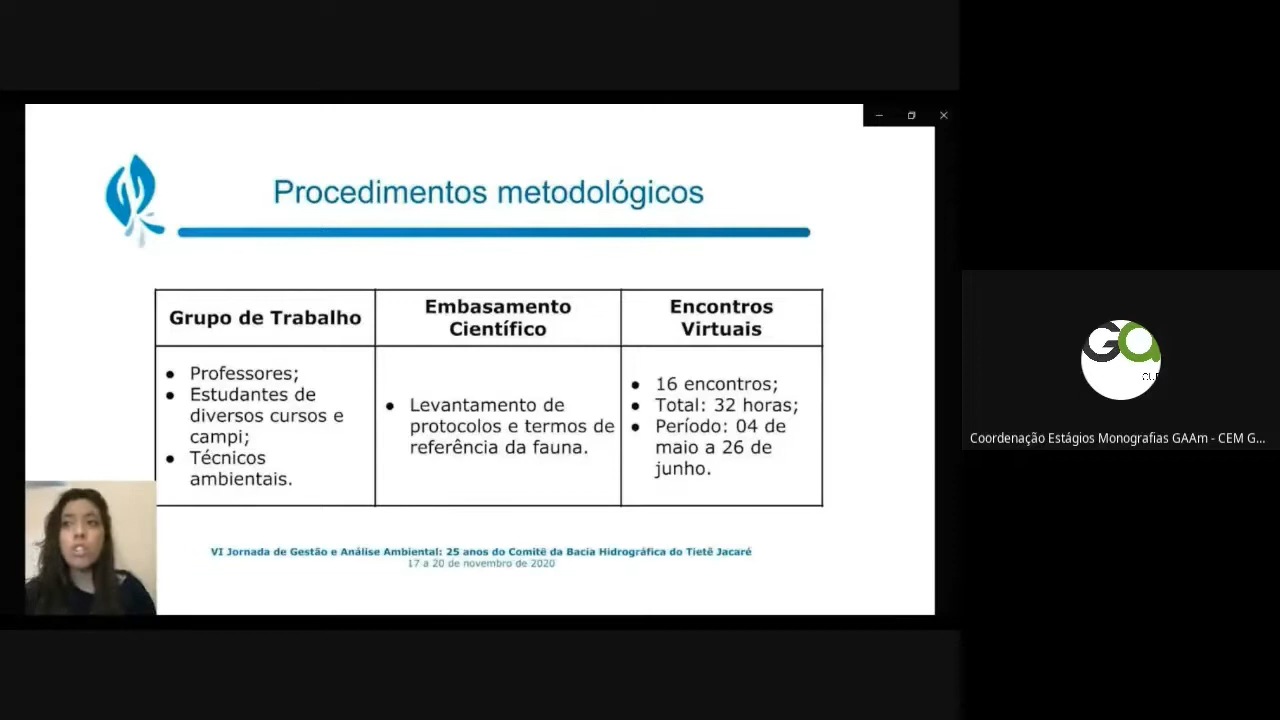 Procedimentos metodológicos
Grupo de Trabalho
Embasamento
Científico
Encontros
Virtuais
● Professores;
● Estudantes de
diversos cursos e
campi;
● Técnicos
ambientais.
● Levantamento de
protocolos e termos de
referência da fauna.
● 16 encontros;
● Total: 32 horas;
● Período: 04 de
maio a 26 de
junho.
VI Jornada de Gestão e Análise Ambiental: 25 anos do Comitê da Bacia Hidrográfica do Tietê Jacaré
17 a 20 de novembro de 2020
Coordenação Estágios Monografias GAAm - CEM G...